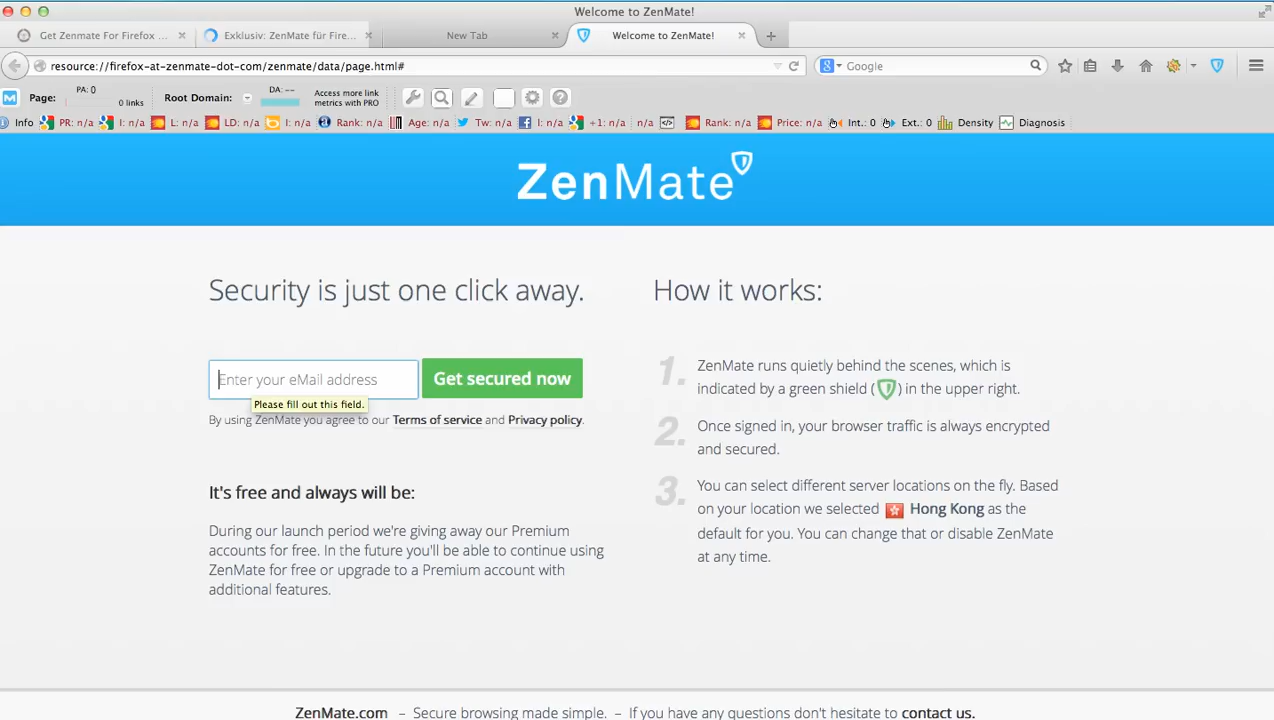 Welcome to ZenMate!
Get Zenmate For Firefox ...
Exklusiv: ZenMate für Fire...
New Tab
Welcome to ZenMate!
resource://firefox-at-zenmate-dot-com/zenmate/data/page.html#
Google
Page:
PA: 0
0 links
Root Domain:
DA: --
Access more link
metrics with PRO
Info PR: n/a I: n/a L: n/a LD: n/a I: n/a Rank: n/a Age: n/a Tw: n/a I: n/a +1: n/a n/a Rank: n/a Price: n/a Int.: 0 Ext.: 0 Density Diagnosis
ZenMate
Security is just one click away.
Enter your eMail address
Get secured now
Please fill out this field.
By using ZenMate you agree to our Terms of service and Privacy policy.
It's free and always will be:
During our launch period we're giving away our Premium
accounts for free. In the future you'll be able to continue using
ZenMate for free or upgrade to a Premium account with
additional features.
How it works:
1. ZenMate runs quietly behind the scenes, which is
indicated by a green shield ( ) in the upper right.
2. Once signed in, your browser traffic is always encrypted
and secured.
3. You can select different server locations on the fly. Based
on your location we selected Hong Kong as the
default for you. You can change that or disable ZenMate
at any time.
ZenMate.com – Secure browsing made simple. – If you have any questions don't hesitate to contact us.